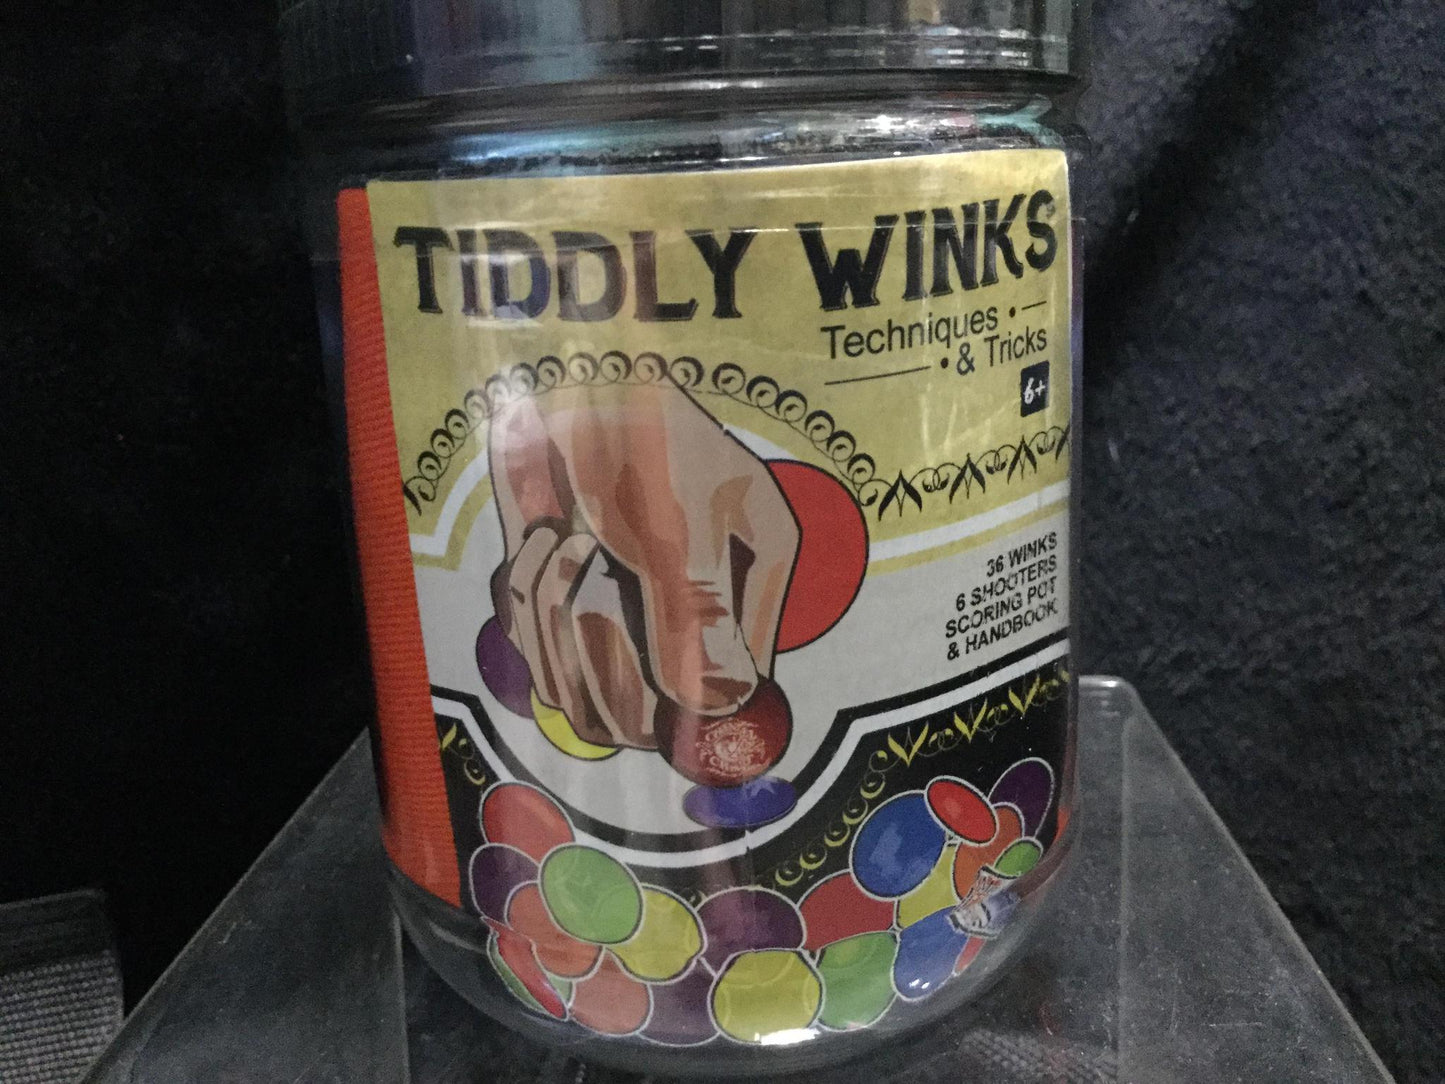 TIDDLY WINKS
Techniques •
• & Tricks
6+
36 WINKS
6 SHOOTERS
SCORING POT
& HANDBOOK